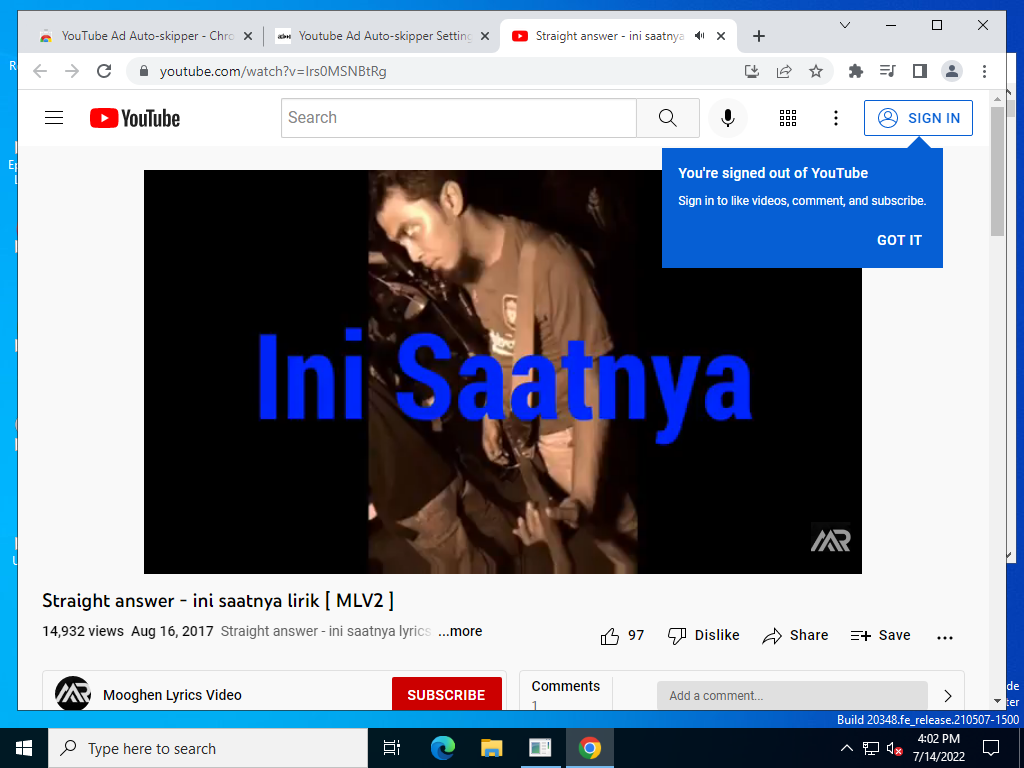 YouTube Ad Auto-skipper - Chro
Youtube Ad Auto-skipper Setting
Straight answer - ini saatnya
youtube.com/watch?v=Irs0MSNBtRg
YouTube
Search
SIGN IN
You're signed out of YouTube
Sign in to like videos, comment, and subscribe.
GOT IT
Ini Saatnya
MR
Straight answer - ini saatnya lirik [ MLV2 ]
14,932 views Aug 16, 2017 Straight answer - ini saatnya lyrics ...more
97
Dislike
Share
Save
Mooghen Lyrics Video
SUBSCRIBE
Comments
1
Add a comment...
Build 20348.fe_release.210507-1500
Type here to search
4:02 PM
7/14/2022